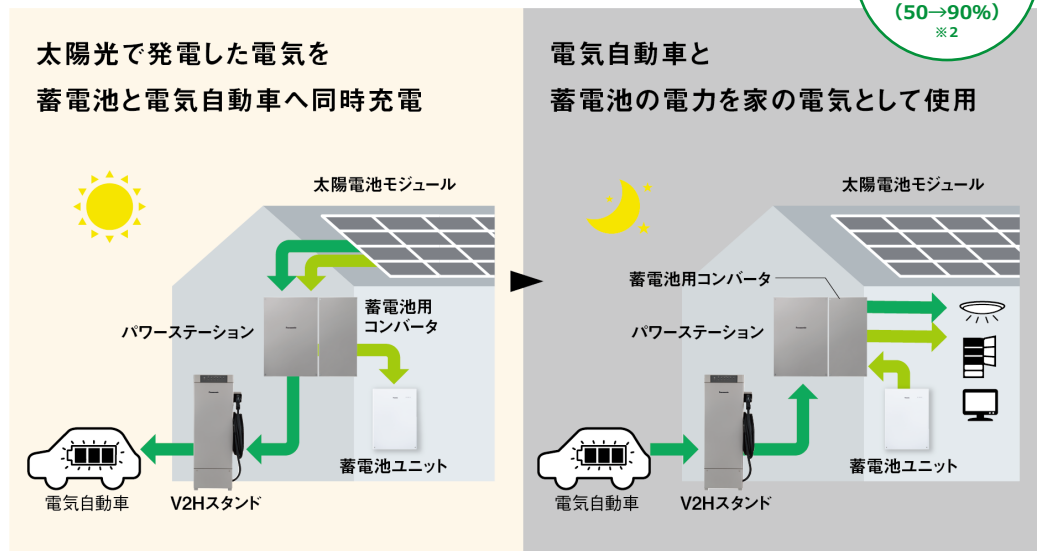 (50→90%)
※2
太陽光で発電した電気を
蓄電池と電気自動車へ同時充電
太陽電池モジュール
蓄電池用
コンバータ
パワーステーション
蓄電池ユニット
電気自動車
V2Hスタンド
電気自動車と
蓄電池の電力を家の電気として使用
太陽電池モジュール
蓄電池用コンバータ
パワーステーション
蓄電池ユニット
電気自動車
V2Hスタンド